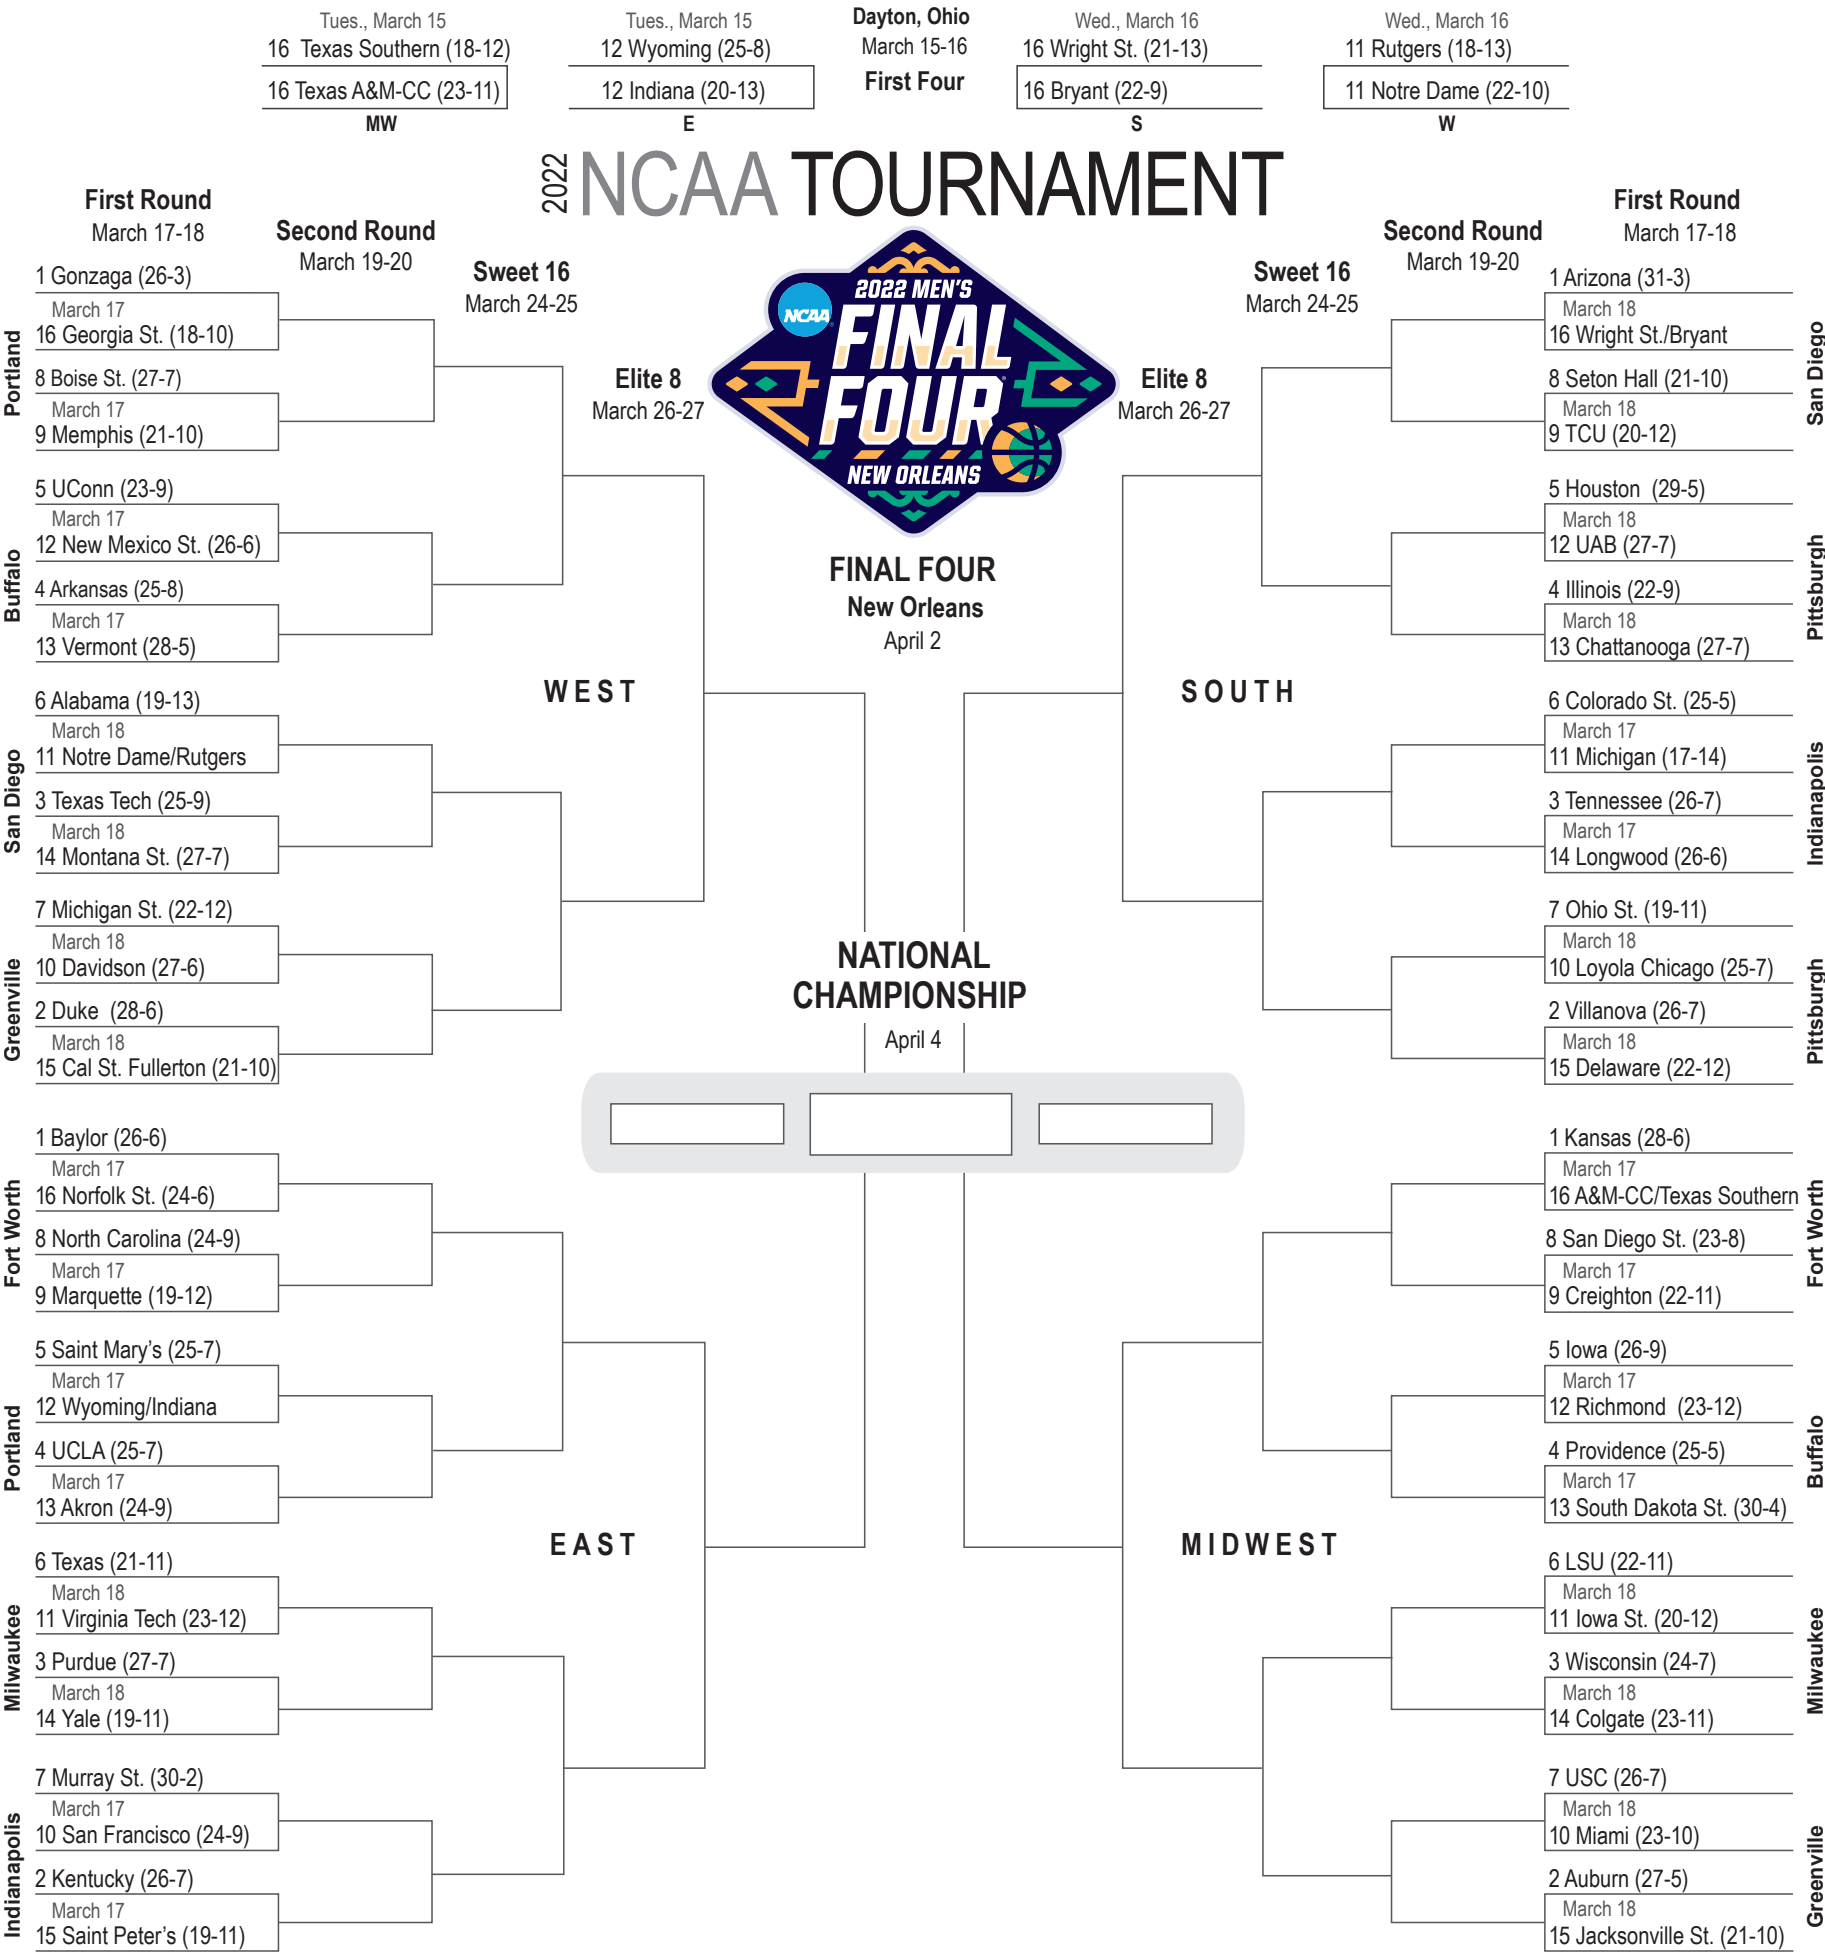 Tues., March 15
16 Texas Southern (18-12)
16 Texas A&M-CC (23-11)
MW
Tues., March 15
12 Wyoming (25-8)
12 Indiana (20-13)
E
Dayton, Ohio
March 15-16
First Four
Wed., March 16
16 Wright St. (21-13)
16 Bryant (22-9)
S
Wed., March 16
11 Rutgers (18-13)
11 Notre Dame (22-10)
W
2022 NCAA TOURNAMENT
First Round
March 17-18
Second Round
March 19-20
Sweet 16
March 24-25
Elite 8
March 26-27
2022 MEN'S
NCAA
FINAL
FOUR
NEW ORLEANS
Elite 8
March 26-27
Sweet 16
March 24-25
Second Round
March 19-20
First Round
March 17-18
FINAL FOUR
New Orleans
April 2
Portland
1 Gonzaga (26-3)
March 17
16 Georgia St. (18-10)
8 Boise St. (27-7)
March 17
9 Memphis (21-10)
Buffalo
5 UConn (23-9)
March 17
12 New Mexico St. (26-6)
4 Arkansas (25-8)
March 17
13 Vermont (28-5)
WEST
San Diego
6 Alabama (19-13)
March 18
11 Notre Dame/Rutgers
3 Texas Tech (25-9)
March 18
14 Montana St. (27-7)
Greenville
7 Michigan St. (22-12)
March 18
10 Davidson (27-6)
2 Duke (28-6)
March 18
15 Cal St. Fullerton (21-10)
Fort Worth
1 Baylor (26-6)
March 17
16 Norfolk St. (24-6)
8 North Carolina (24-9)
March 17
9 Marquette (19-12)
Portland
5 Saint Mary’s (25-7)
March 17
12 Wyoming/Indiana
4 UCLA (25-7)
March 17
13 Akron (24-9)
EAST
Milwaukee
6 Texas (21-11)
March 18
11 Virginia Tech (23-12)
3 Purdue (27-7)
March 18
14 Yale (19-11)
Indianapolis
7 Murray St. (30-2)
March 17
10 San Francisco (24-9)
2 Kentucky (26-7)
March 17
15 Saint Peter’s (19-11)
NATIONAL
CHAMPIONSHIP
April 4
San Diego
1 Arizona (31-3)
March 18
16 Wright St./Bryant
8 Seton Hall (21-10)
March 18
9 TCU (20-12)
Pittsburgh
5 Houston (29-5)
March 18
12 UAB (27-7)
4 Illinois (22-9)
March 18
13 Chattanooga (27-7)
SOUTH
Indianapolis
6 Colorado St. (25-5)
March 17
11 Michigan (17-14)
3 Tennessee (26-7)
March 17
14 Longwood (26-6)
Pittsburgh
7 Ohio St. (19-11)
March 18
10 Loyola Chicago (25-7)
2 Villanova (26-7)
March 18
15 Delaware (22-12)
Fort Worth
1 Kansas (28-6)
March 17
16 A&M-CC/Texas Southern
8 San Diego St. (23-8)
March 17
9 Creighton (22-11)
Buffalo
5 Iowa (26-9)
March 17
12 Richmond (23-12)
4 Providence (25-5)
March 17
13 South Dakota St. (30-4)
MIDWEST
Milwaukee
6 LSU (22-11)
March 18
11 Iowa St. (20-12)
3 Wisconsin (24-7)
March 18
14 Colgate (23-11)
Greenville
7 USC (26-7)
March 18
10 Miami (23-10)
2 Auburn (27-5)
March 18
15 Jacksonville St. (21-10)